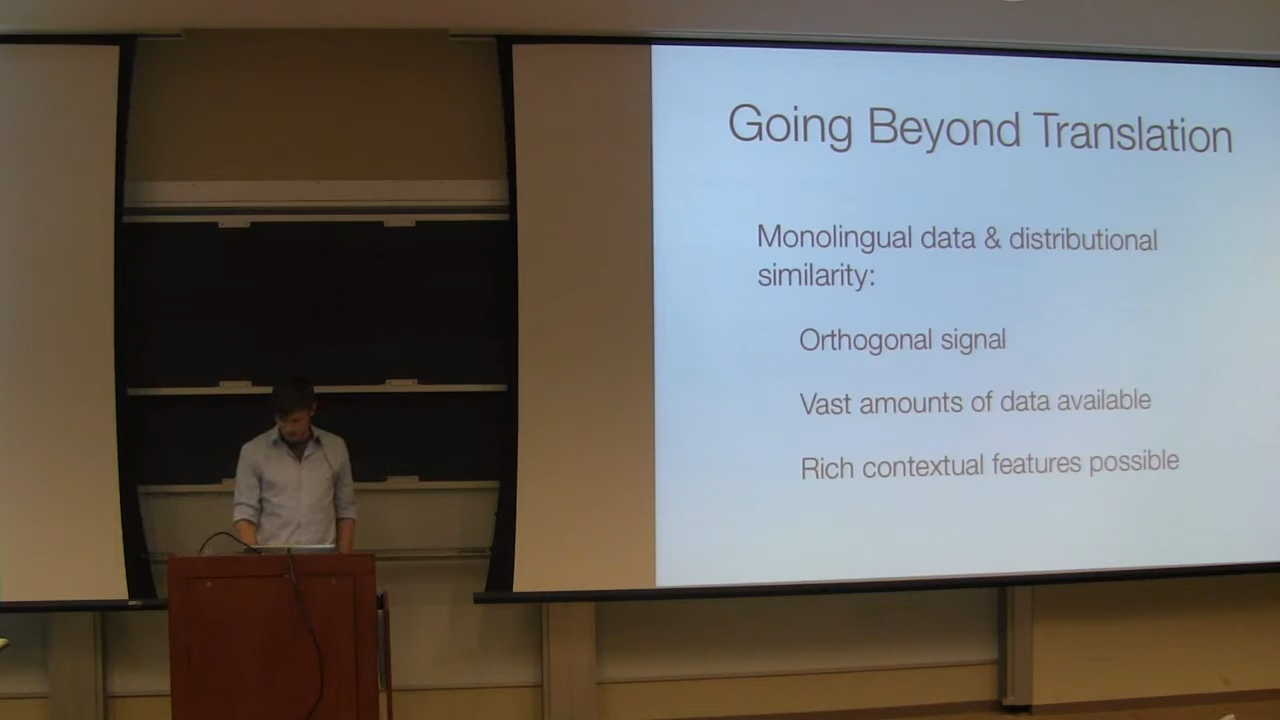 Going Beyond Translation
Monolingual data & distributional
similarity:
Orthogonal signal
Vast amounts of data available
Rich contextual features possible